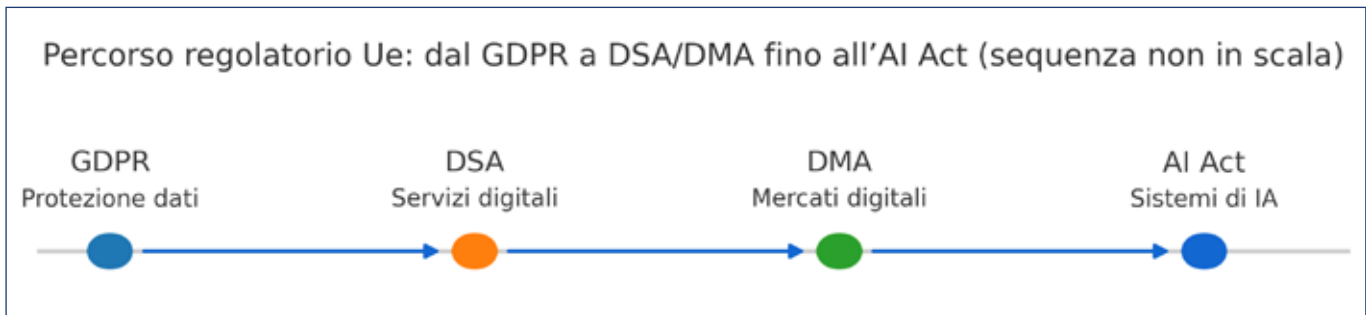 Percorso regolatorio Ue: dal GDPR a DSA/DMA fino all’AI Act (sequenza non in scala)
GDPR
Protezione dati
DSA
Servizi digitali
DMA
Mercati digitali
AI Act
Sistemi di IA